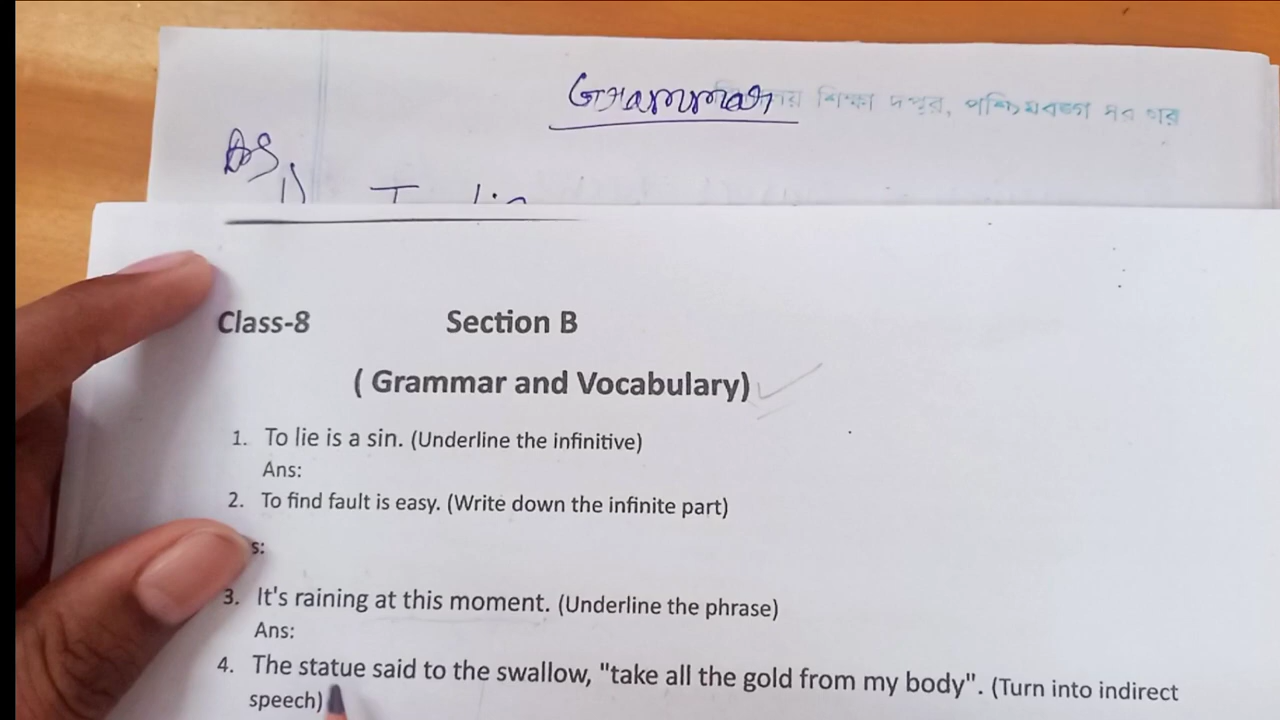 Grammar শিক্ষা দপ্তর, পশ্চিমবঙ্গ সরকার
Class-8 Section B
( Grammar and Vocabulary)
1. To lie is a sin. (Underline the infinitive)
Ans:
2. To find fault is easy. (Write down the infinite part)
s:
3. It's raining at this moment. (Underline the phrase)
Ans:
4. The statue said to the swallow, "take all the gold from my body". (Turn into indirect
speech)